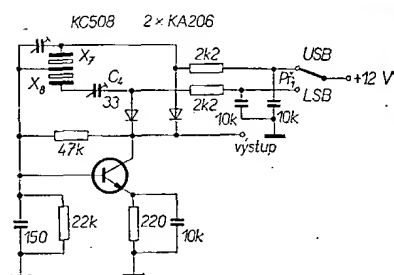 KC508 2×KA206
X7
2k2
USB
Př1
+12 V
X8
C4
33
2k2
LSB
10k
10k
47k
výstup
150
22k
220
10k